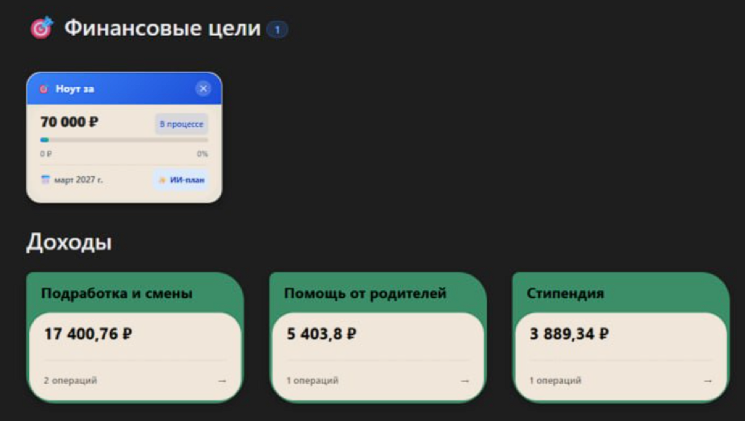 Финансовые цели 1
Ноут за
70 000 ₽
В процессе
0 ₽
0%
март 2027 г.
ИИ-план
Доходы
Подработка и смены
17 400,76 ₽
2 операций →
Помощь от родителей
5 403,8 ₽
1 операций →
Стипендия
3 889,34 ₽
1 операций →